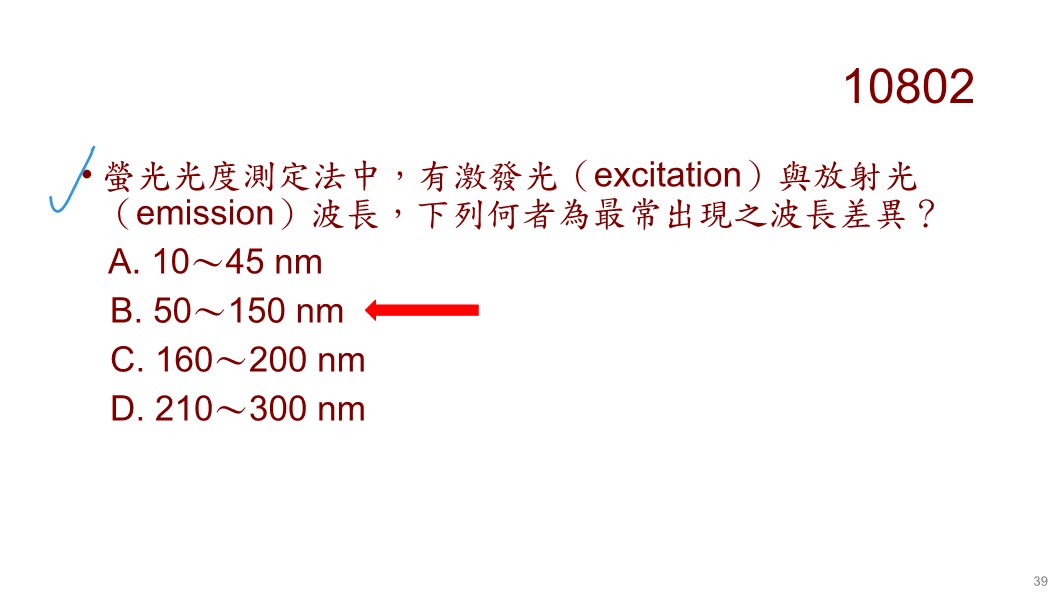 10802
• 螢光光度測定法中，有激發光（excitation）與放射光
（emission）波長，下列何者為最常出現之波長差異？
A. 10～45 nm
B. 50～150 nm
C. 160～200 nm
D. 210～300 nm
39